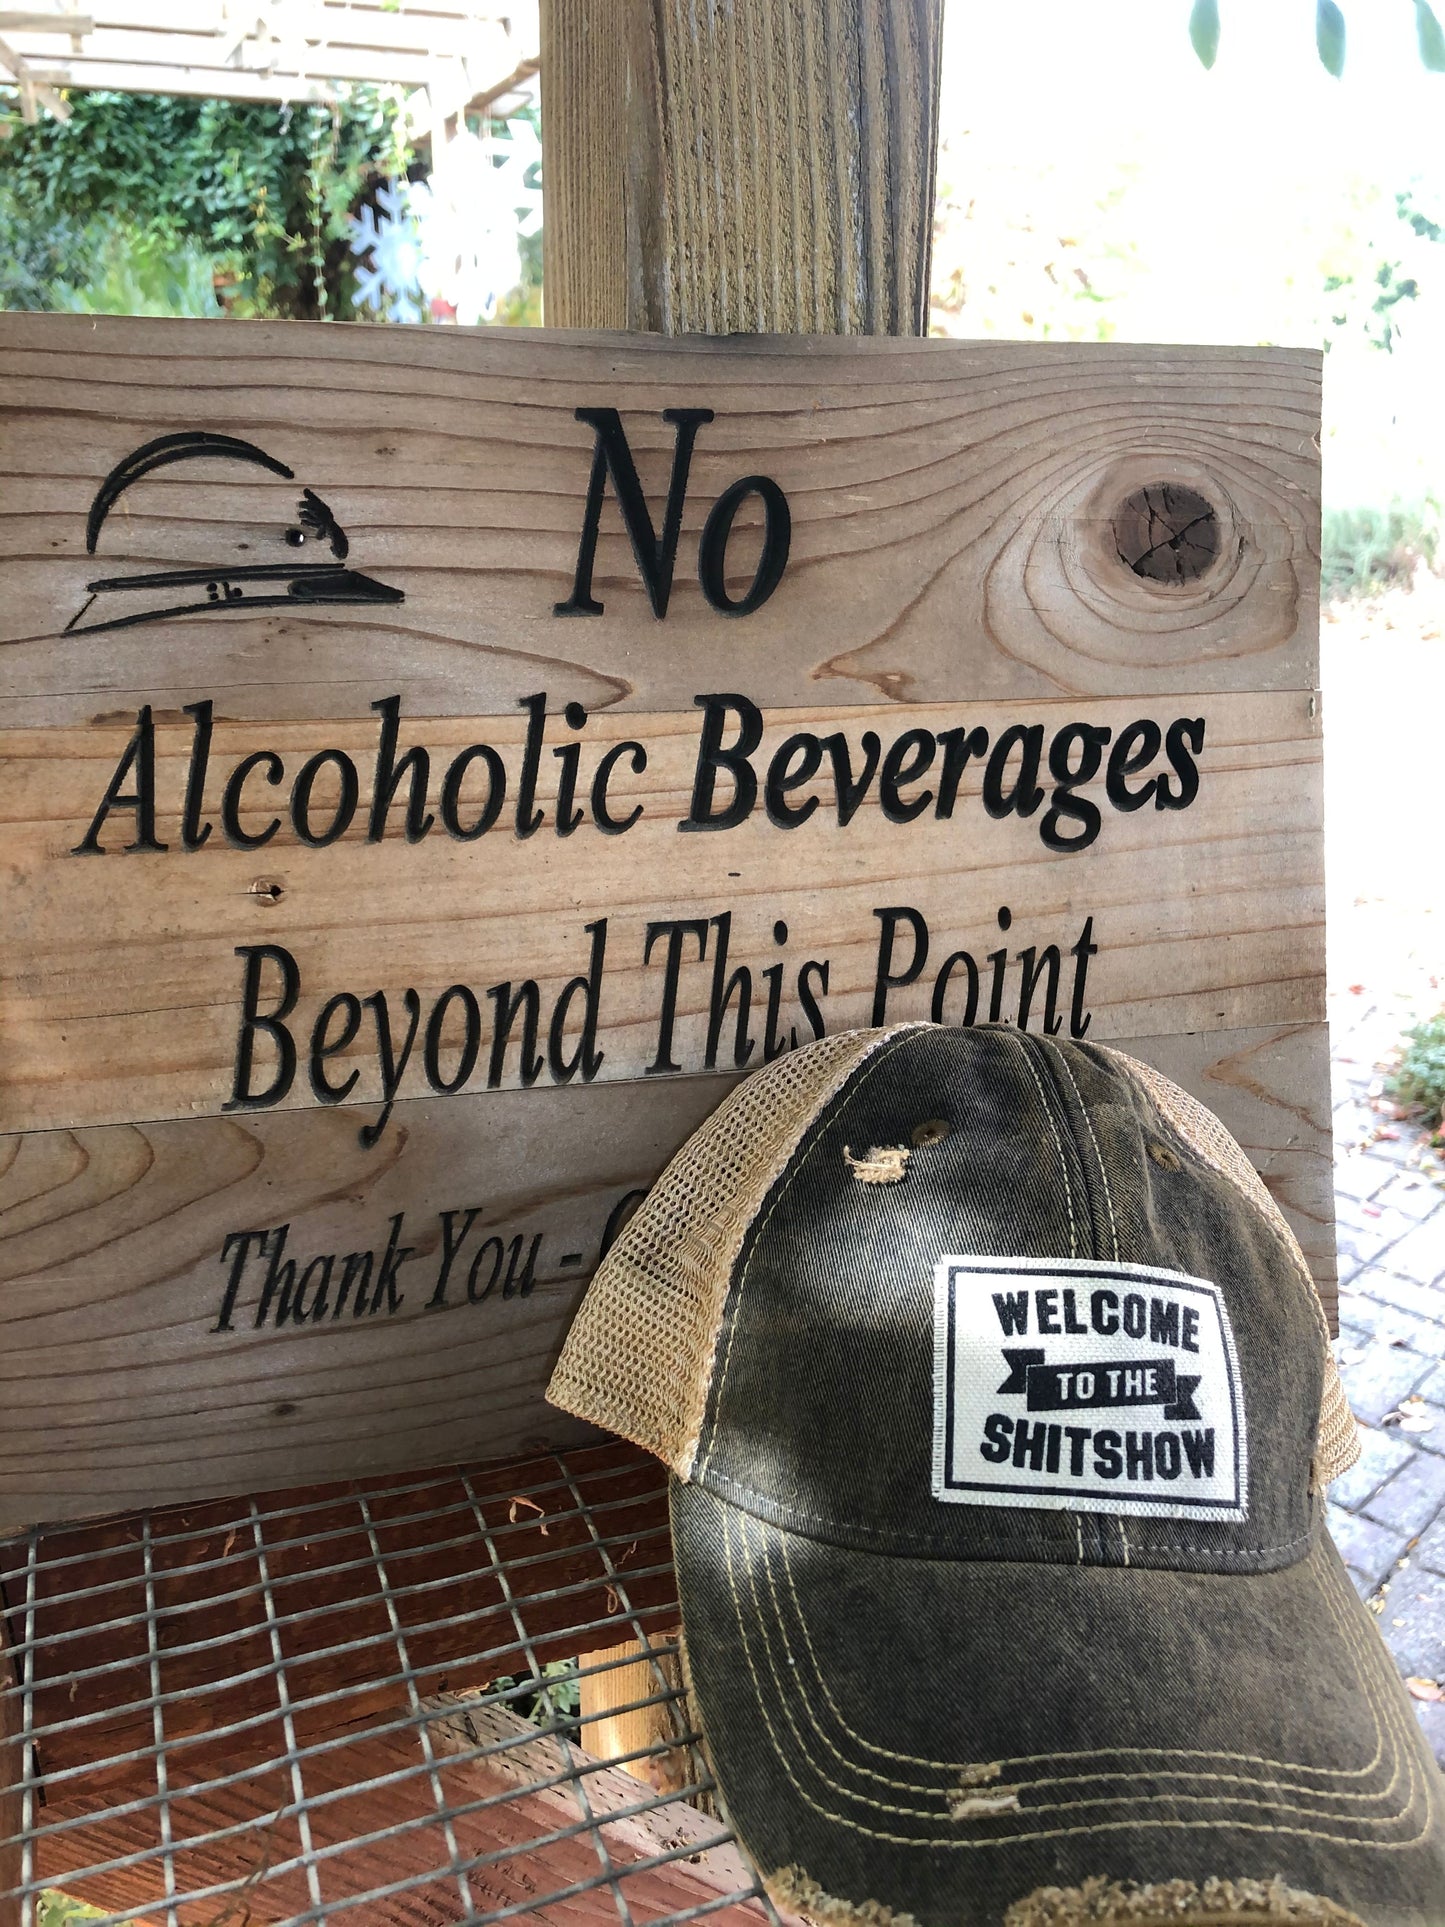 No
Alcoholic Beverages
Beyond This Point
Thank You -
WELCOME
TO THE
SHITSHOW